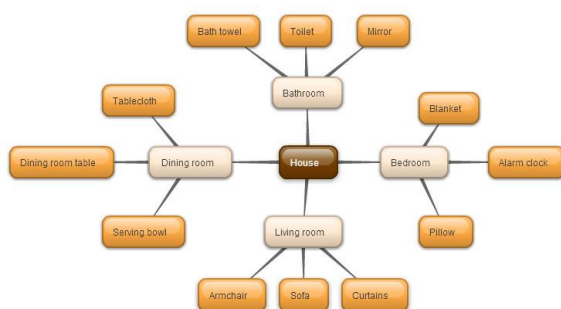 Bath towel
Toilet
Mirror
Bathroom
Tablecloth
Blanket
Dining room table
Dining room
House
Bedroom
Alarm clock
Serving bowl
Living room
Pillow
Armchair
Sofa
Curtains